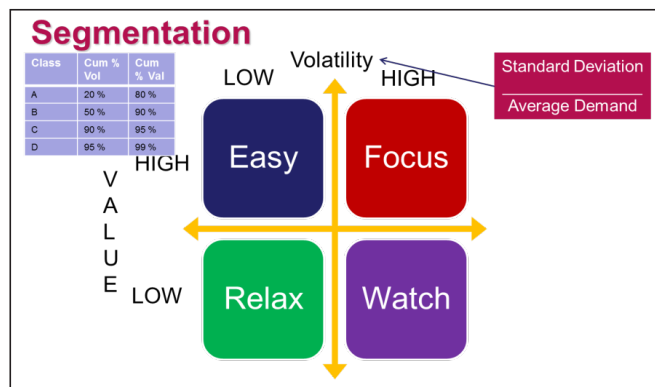 Segmentation
Class Cum % Vol Cum % Val
A 20 % 80 %
B 50 % 90 %
C 90 % 95 %
D 95 % 99 %
Volatility
LOW HIGH
Standard Deviation
Average Demand
HIGH
VALUE
LOW
Easy Focus
Relax Watch